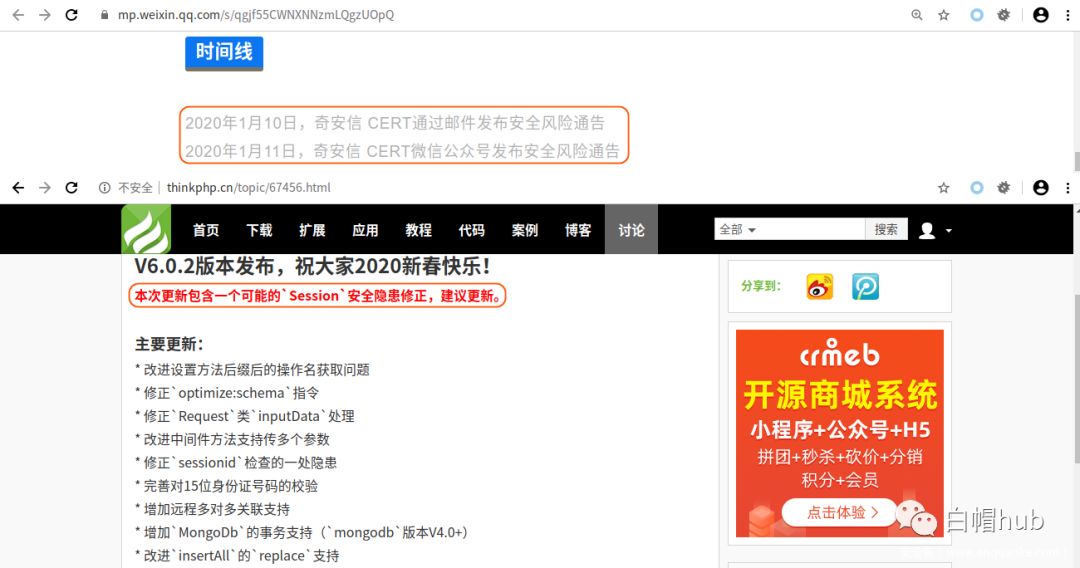 mp.weixin.qq.com/s/qgjf55CWNXNNzmLQgzUOpQ
时间线
2020年1月10日，奇安信 CERT通过邮件发布安全风险通告
2020年1月11日，奇安信 CERT微信公众号发布安全风险通告
不安全 | thinkphp.cn/topic/67456.html
首页 下载 扩展 应用 教程 代码 案例 博客 讨论 全部 搜索
V6.0.2版本发布，祝大家2020新春快乐！
本次更新包含一个可能的`Session`安全隐患修正，建议更新。
主要更新：
* 改进设置方法后缀后的操作名获取问题
* 修正`optimize:schema`指令
* 修正`Request`类`inputData`处理
* 改进中间件方法支持传多个参数
* 修正`sessionid`检查的一处隐患
* 完善对15位身份证号码的校验
* 增加远程多对多关联支持
* 增加`MongoDb`的事务支持（`mongodb`版本V4.0+）
* 改进`insertAll`的`replace`支持
分享到：
crmeb
开源商城系统
小程序+公众号+H5
拼团+秒杀+砍价+分销
积分+会员
点击体验 >
白帽hub